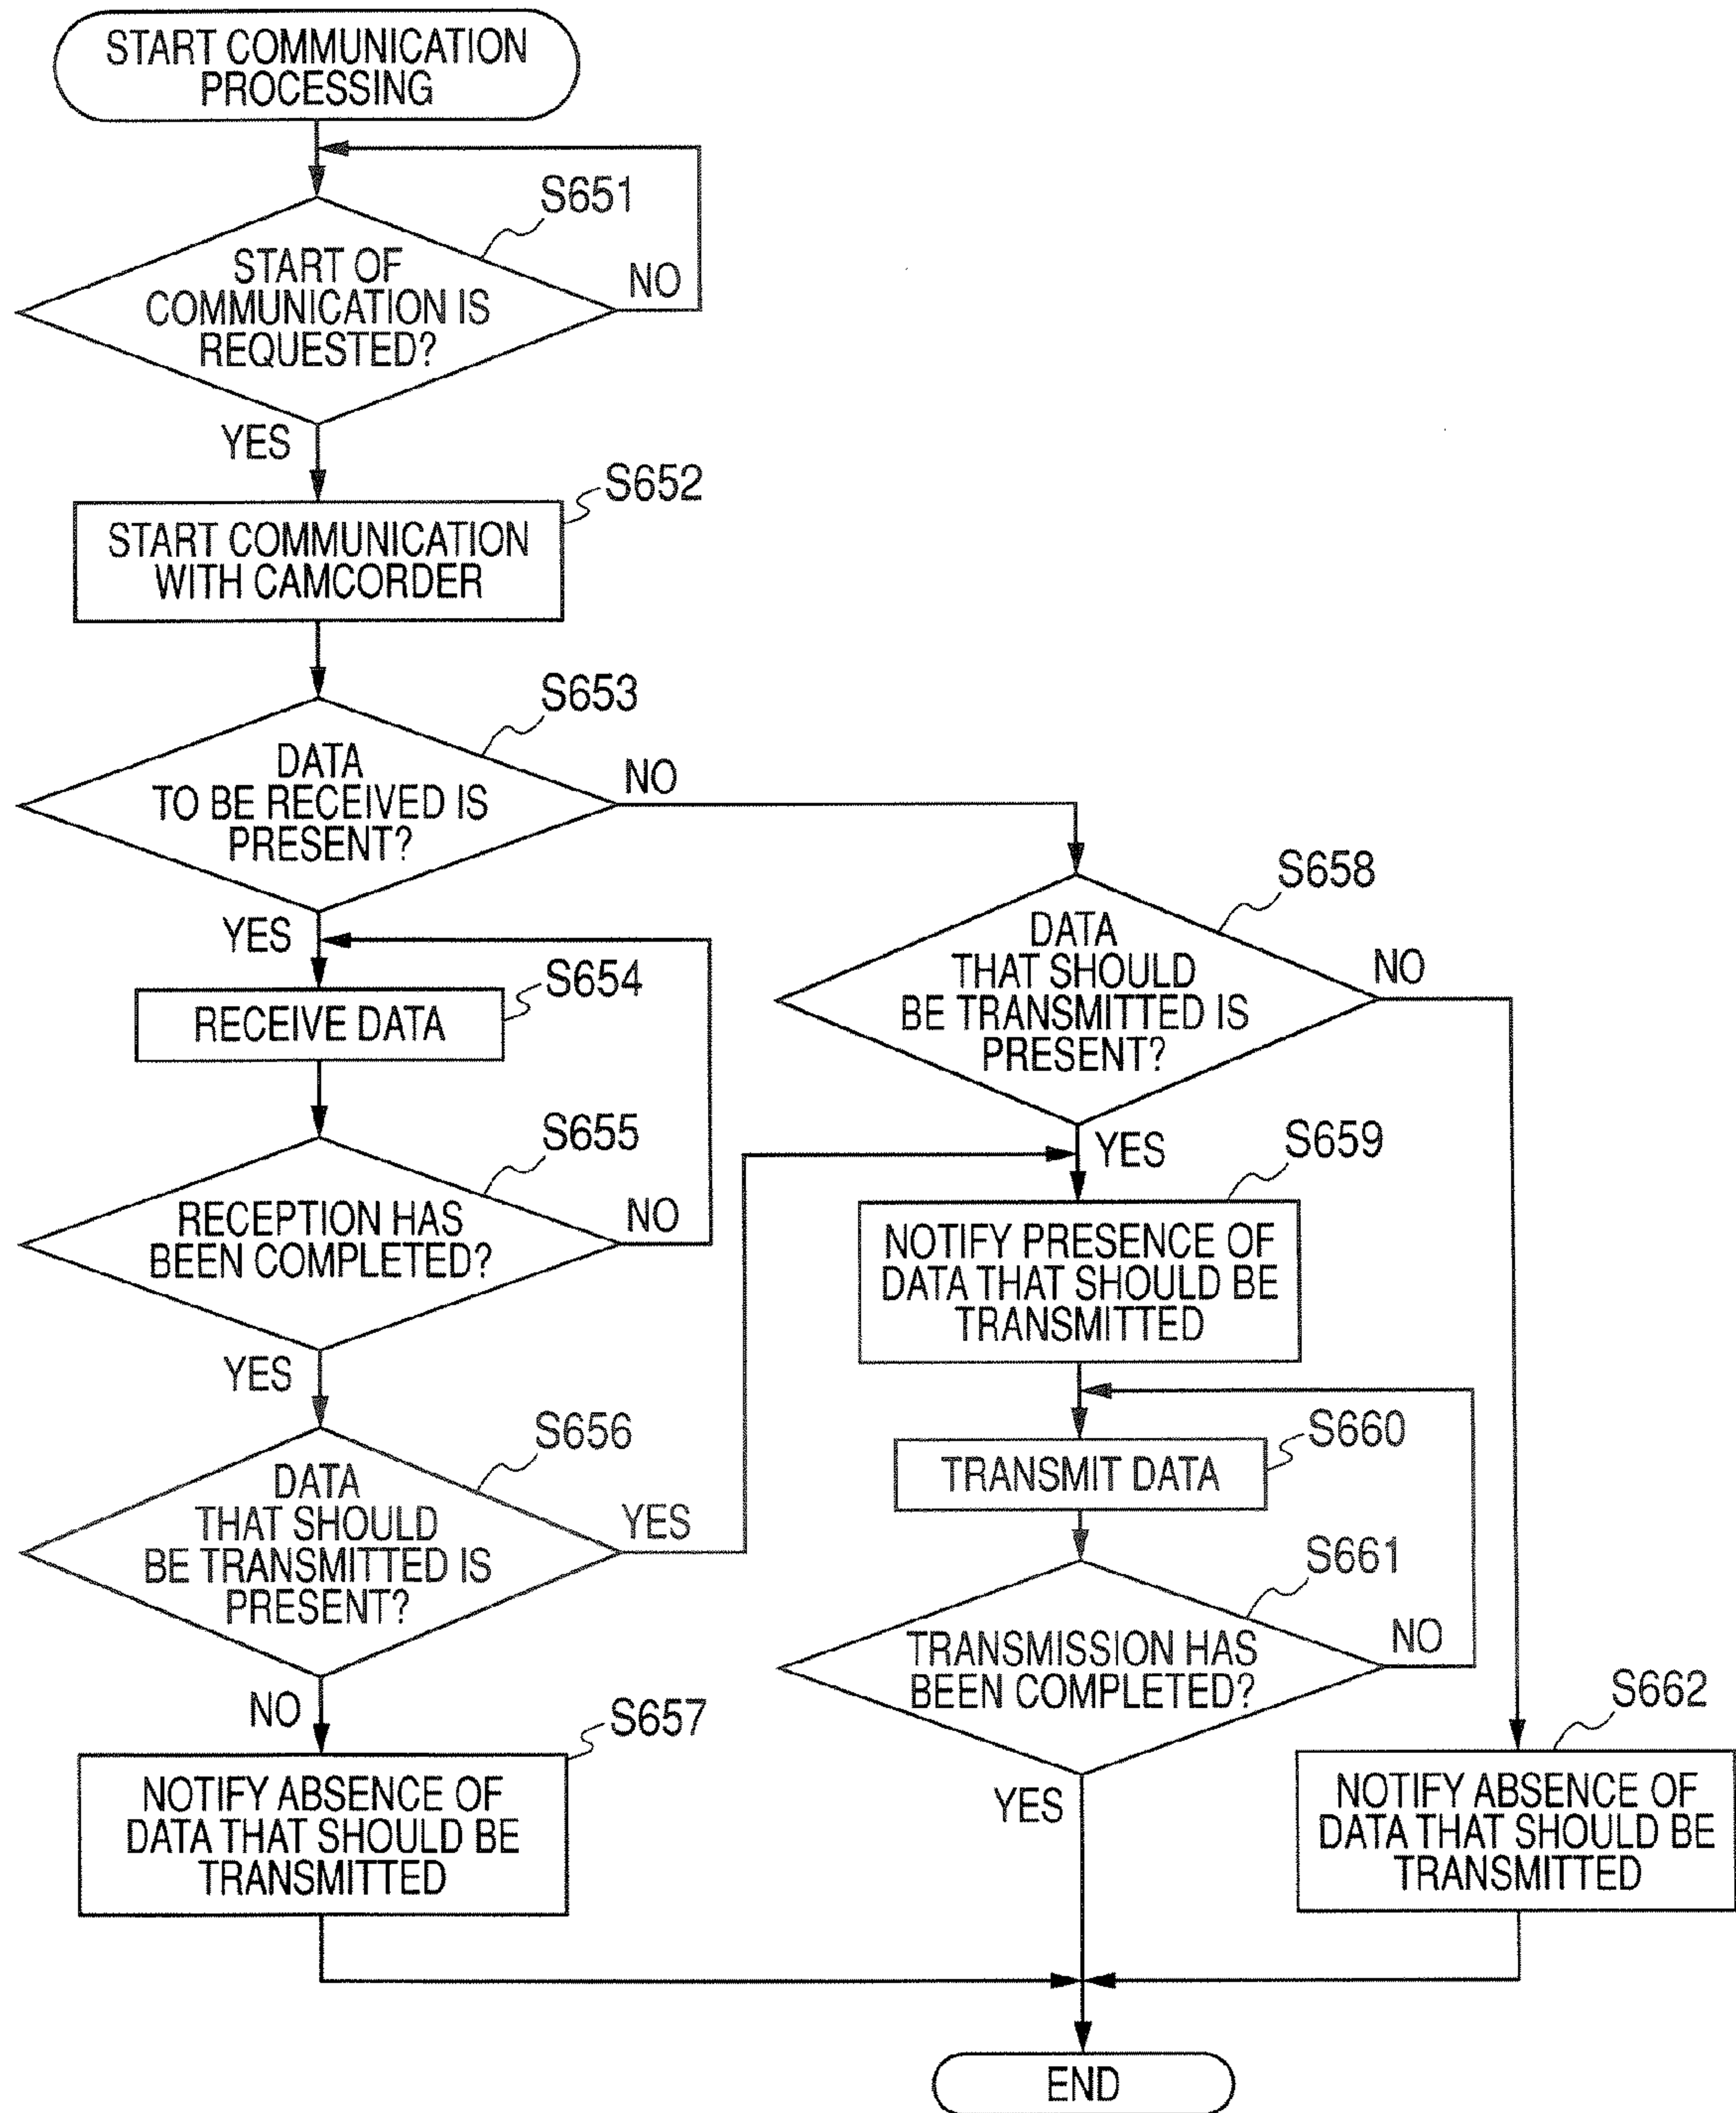 START COMMUNICATION
PROCESSING
S651
START OF
COMMUNICATION IS
REQUESTED?
NO
YES
S652
START COMMUNICATION
WITH CAMCORDER
S653
DATA
TO BE RECEIVED IS
PRESENT?
NO
YES
S654
RECEIVE DATA
S655
RECEPTION HAS
BEEN COMPLETED?
NO
YES
S656
DATA
THAT SHOULD
BE TRANSMITTED IS
PRESENT?
YES
NO
S657
NOTIFY ABSENCE OF
DATA THAT SHOULD BE
TRANSMITTED
S658
DATA
THAT SHOULD
BE TRANSMITTED IS
PRESENT?
NO
YES
S659
NOTIFY PRESENCE OF
DATA THAT SHOULD BE
TRANSMITTED
S660
TRANSMIT DATA
S661
TRANSMISSION HAS
BEEN COMPLETED?
NO
YES
S662
NOTIFY ABSENCE OF
DATA THAT SHOULD BE
TRANSMITTED
END